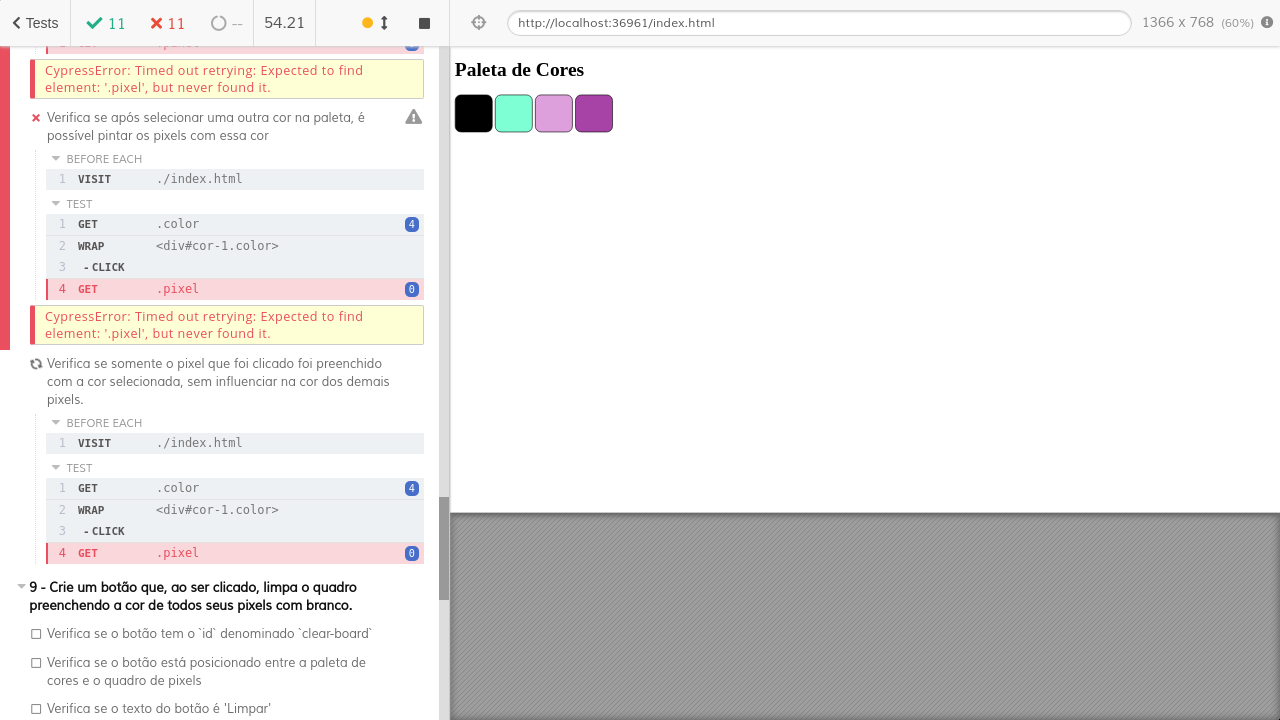 Tests
11
11
--
54.21
http://localhost:36961/index.html
1366 x 768 (60%)
CypressError: Timed out retrying: Expected to find
element: '.pixel', but never found it.
Verifica se após selecionar uma outra cor na paleta, é
possível pintar os pixels com essa cor
BEFORE EACH
1 VISIT ./index.html
TEST
1 GET .color 4
2 WRAP <div#cor-1.color>
3 - CLICK
4 GET .pixel 0
CypressError: Timed out retrying: Expected to find
element: '.pixel', but never found it.
Verifica se somente o pixel que foi clicado foi preenchido
com a cor selecionada, sem influenciar na cor dos demais
pixels.
BEFORE EACH
1 VISIT ./index.html
TEST
1 GET .color 4
2 WRAP <div#cor-1.color>
3 - CLICK
4 GET .pixel 0
9 - Crie um botão que, ao ser clicado, limpa o quadro
preenchendo a cor de todos seus pixels com branco.
Verifica se o botão tem o `id` denominado `clear-board`
Verifica se o botão está posicionado entre a paleta de
cores e o quadro de pixels
Verifica se o texto do botão é 'Limpar'
Paleta de Cores